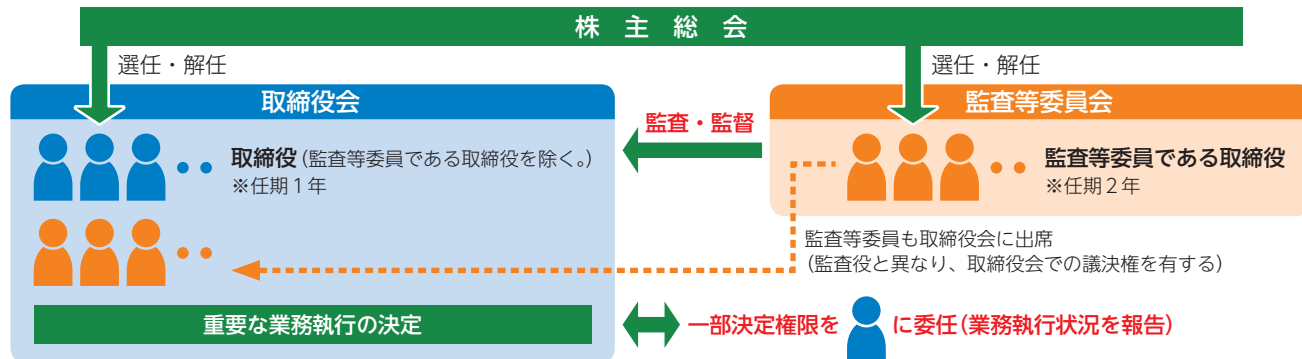 株主総会
選任・解任
選任・解任
取締役会
監査等委員会
監査・監督
取締役(監査等委員である取締役を除く。)
※任期1年
監査等委員である取締役
※任期2年
監査等委員も取締役会に出席
(監査役と異なり、取締役会での議決権を有する)
重要な業務執行の決定
一部決定権限を に委任(業務執行状況を報告)